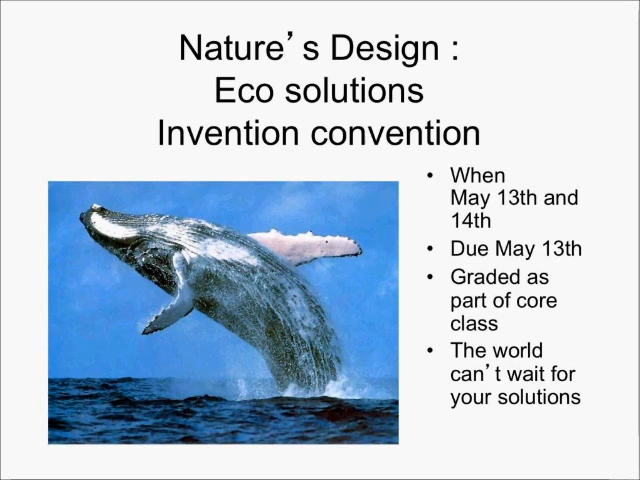 Nature’s Design :
Eco solutions
Invention convention
• When
May 13th and
14th
• Due May 13th
• Graded as
part of core
class
• The world
can’t wait for
your solutions